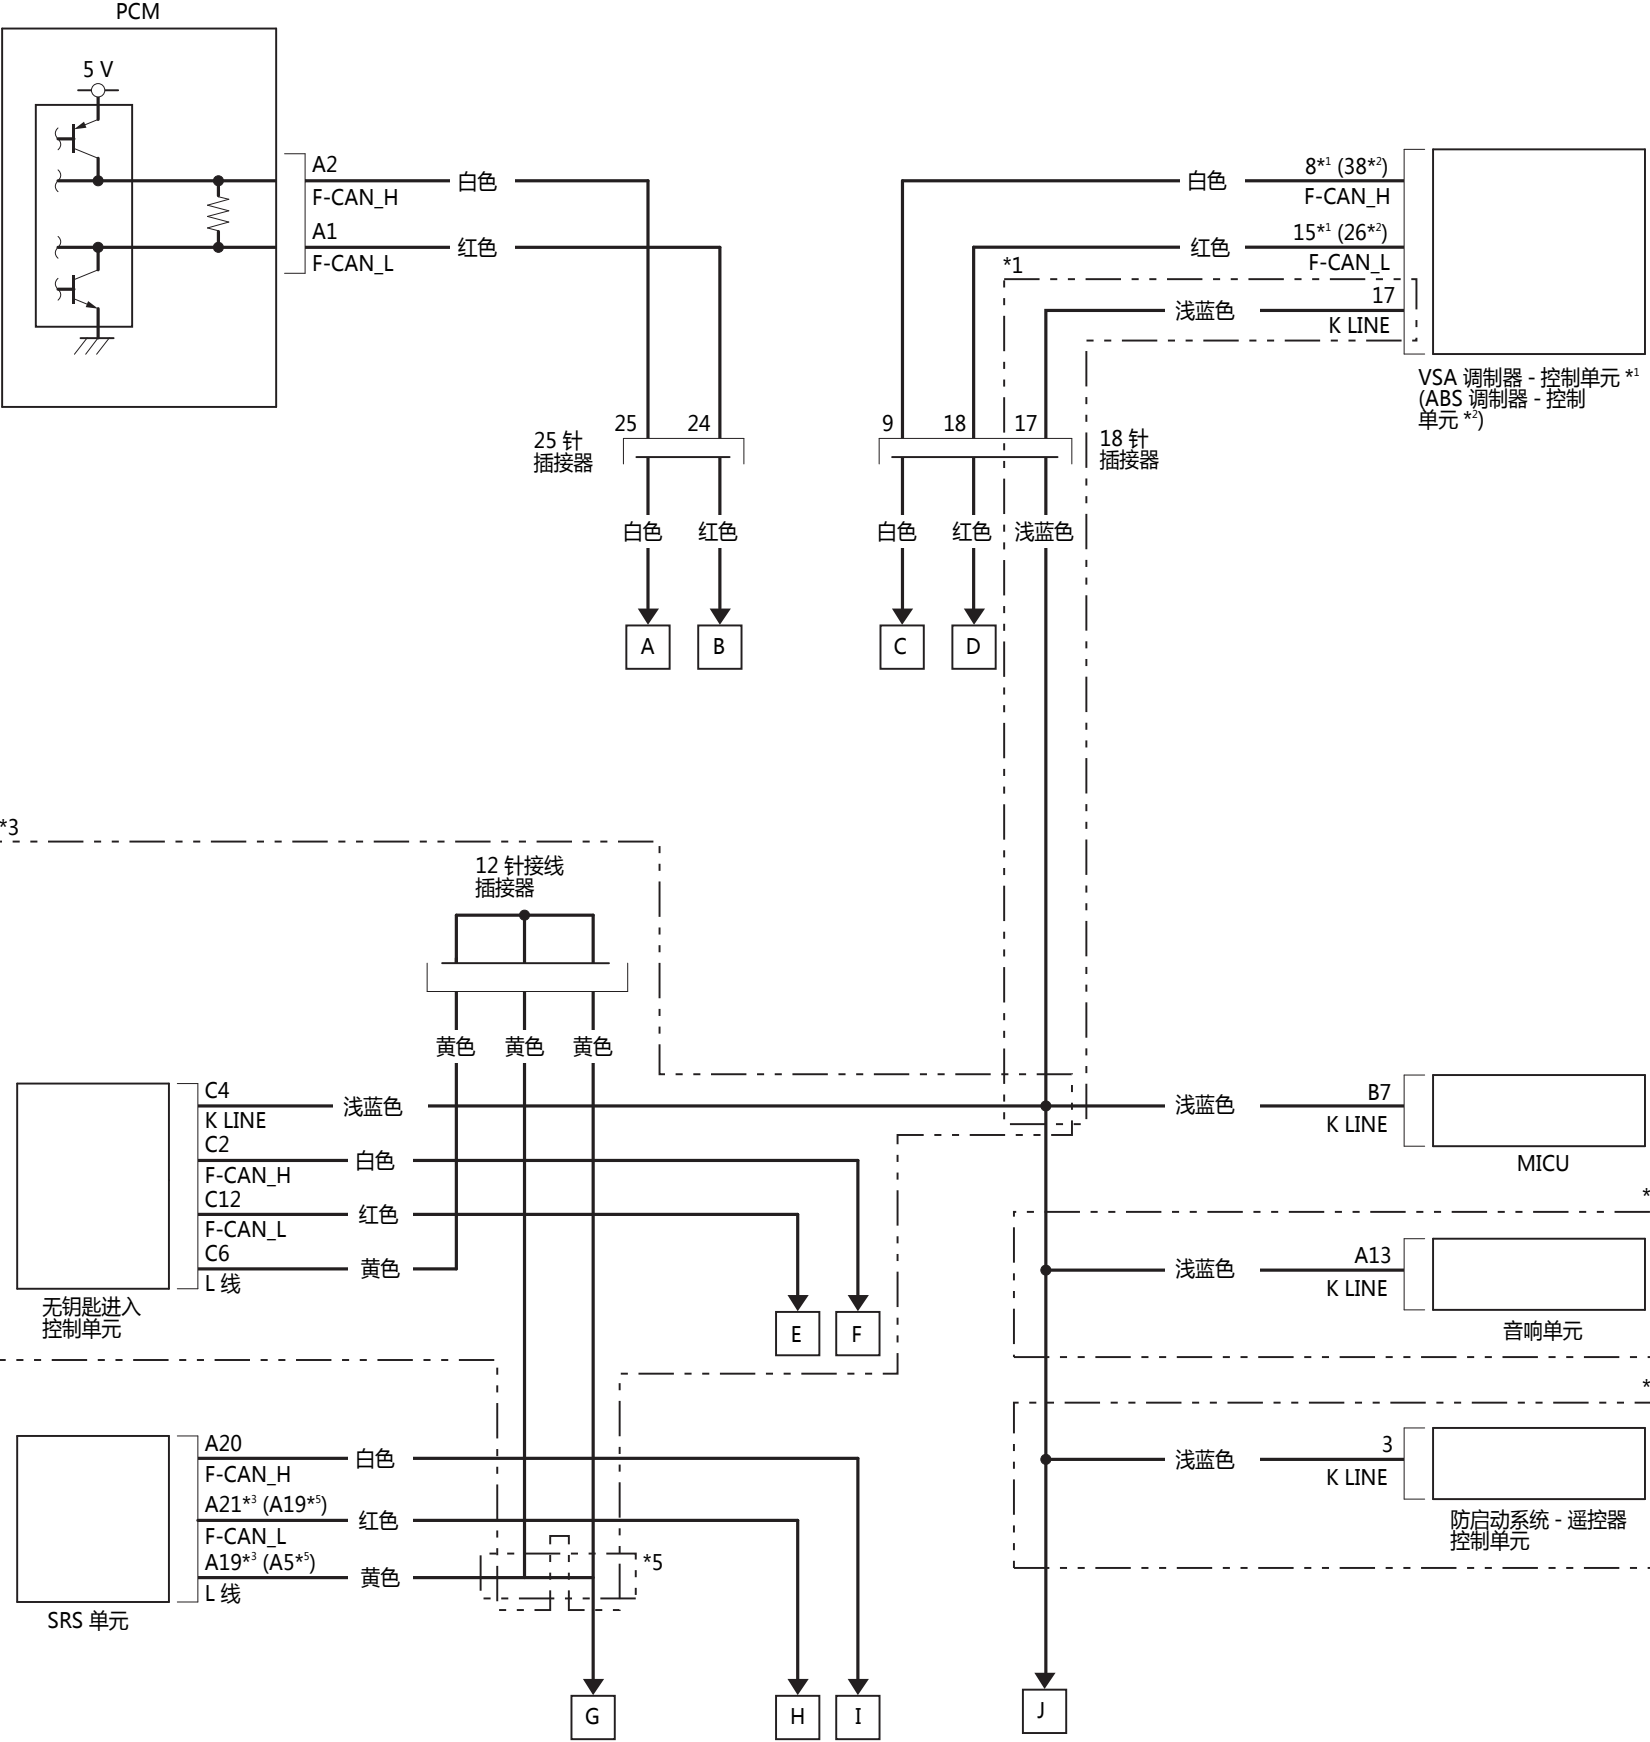 PCM
5 V
A2
白色
F-CAN_H
A1
红色
F-CAN_L
8*1 (38*2)
白色
F-CAN_H
15*1 (26*2)
红色
F-CAN_L
*1
17
浅蓝色
K LINE
VSA 调制器 - 控制单元 *1
(ABS 调制器 - 控制
单元 *2)
25 针
插接器
25
24
9
18
17
18 针
插接器
白色
红色
白色
红色
浅蓝色
A
B
C
D
*3
12 针接线
插接器
黄色
黄色
黄色
C4
浅蓝色
K LINE
C2
白色
F-CAN_H
C12
红色
F-CAN_L
C6
黄色
L 线
无钥匙进入
控制单元
E
F
浅蓝色
B7
K LINE
MICU
*
浅蓝色
A13
K LINE
音响单元
*
浅蓝色
3
K LINE
防启动系统 - 遥控器
控制单元
A20
白色
F-CAN_H
A21*3 (A19*5)
红色
F-CAN_L
A19*3 (A5*5)
黄色
L 线
*5
SRS 单元
G
H
I
J